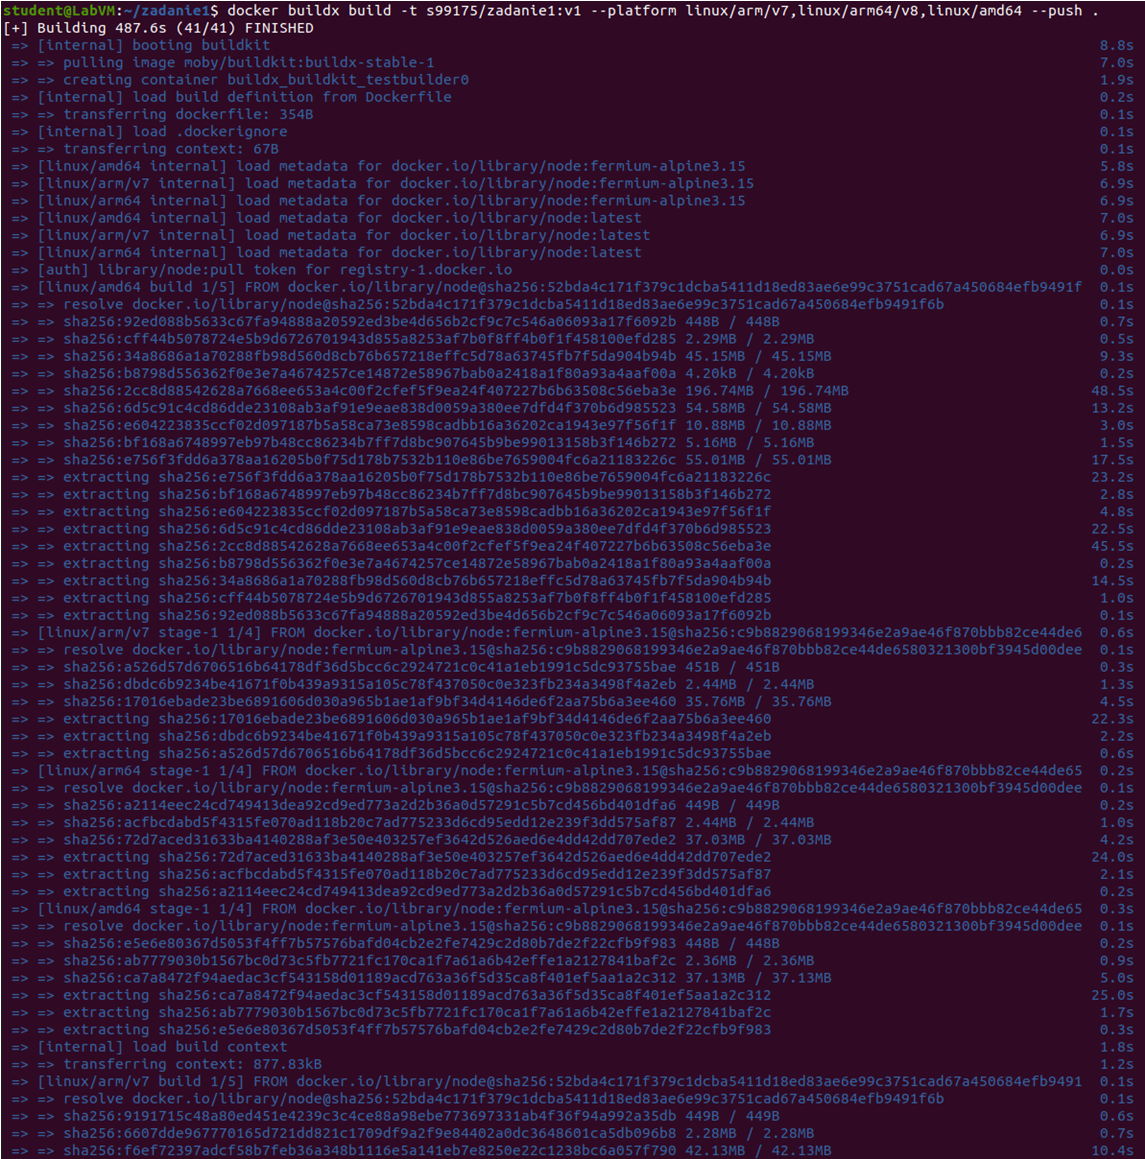 student@LabVM:~/zadanie1$ docker buildx build -t s99175/zadanie1:v1 --platform linux/arm/v7,linux/arm64/v8,linux/amd64 --push .
[+] Building 487.6s (41/41) FINISHED
=> [internal] booting buildkit 8.8s
=> => pulling image moby/buildkit:buildx-stable-1 7.0s
=> => creating container buildx_buildkit_testbuilder0 1.9s
=> [internal] load build definition from Dockerfile 0.2s
=> => transferring dockerfile: 354B 0.1s
=> [internal] load .dockerignore 0.1s
=> => transferring context: 67B 0.1s
=> [linux/amd64 internal] load metadata for docker.io/library/node:fermium-alpine3.15 5.8s
=> [linux/arm/v7 internal] load metadata for docker.io/library/node:fermium-alpine3.15 6.9s
=> [linux/arm64 internal] load metadata for docker.io/library/node:fermium-alpine3.15 6.9s
=> [linux/amd64 internal] load metadata for docker.io/library/node:latest 7.0s
=> [linux/arm/v7 internal] load metadata for docker.io/library/node:latest 6.9s
=> [linux/arm64 internal] load metadata for docker.io/library/node:latest 7.0s
=> [auth] library/node:pull token for registry-1.docker.io 0.0s
=> [linux/amd64 build 1/5] FROM docker.io/library/node@sha256:52bda4c171f379c1dcba5411d18ed83ae6e99c3751cad67a450684efb9491f 0.1s
=> => resolve docker.io/library/node@sha256:52bda4c171f379c1dcba5411d18ed83ae6e99c3751cad67a450684efb9491f6b 0.1s
=> => sha256:92ed088b5633c67fa94888a20592ed3be4d656b2cf9c7c546a06093a17f6092b 448B / 448B 0.7s
=> => sha256:cff44b5078724e5b9d6726701943d855a8253af7b0f8ff4b0f1f458100efd285 2.29MB / 2.29MB 0.5s
=> => sha256:34a8686a1a70288fb98d560d8cb76b657218effc5d78a63745fb7f5da904b94b 45.15MB / 45.15MB 9.3s
=> => sha256:b8798d556362f0e3e7a4674257ce14872e58967bab0a2418a1f80a93a4aaf00a 4.20kB / 4.20kB 0.2s
=> => sha256:2cc8d88542628a7668ee653a4c00f2cfef5f9ea24f407227b6b63508c56eba3e 196.74MB / 196.74MB 48.5s
=> => sha256:6d5c91c4cd86dde23108ab3af91e9eae838d0059a380ee7dfd4f370b6d985523 54.58MB / 54.58MB 13.2s
=> => sha256:e604223835ccf02d097187b5a58ca73e8598cadbb16a36202ca1943e97f56f1f 10.88MB / 10.88MB 3.0s
=> => sha256:bf168a6748997eb97b48cc86234b7ff7d8bc907645b9be99013158b3f146b272 5.16MB / 5.16MB 1.5s
=> => sha256:e756f3fdd6a378aa16205b0f75d178b7532b110e86be7659004fc6a21183226c 55.01MB / 55.01MB 17.5s
=> => extracting sha256:e756f3fdd6a378aa16205b0f75d178b7532b110e86be7659004fc6a21183226c 23.2s
=> => extracting sha256:bf168a6748997eb97b48cc86234b7ff7d8bc907645b9be99013158b3f146b272 2.8s
=> => extracting sha256:e604223835ccf02d097187b5a58ca73e8598cadbb16a36202ca1943e97f56f1f 4.8s
=> => extracting sha256:6d5c91c4cd86dde23108ab3af91e9eae838d0059a380ee7dfd4f370b6d985523 22.5s
=> => extracting sha256:2cc8d88542628a7668ee653a4c00f2cfef5f9ea24f407227b6b63508c56eba3e 45.5s
=> => extracting sha256:b8798d556362f0e3e7a4674257ce14872e58967bab0a2418a1f80a93a4aaf00a 0.2s
=> => extracting sha256:34a8686a1a70288fb98d560d8cb76b657218effc5d78a63745fb7f5da904b94b 14.5s
=> => extracting sha256:cff44b5078724e5b9d6726701943d855a8253af7b0f8ff4b0f1f458100efd285 1.0s
=> => extracting sha256:92ed088b5633c67fa94888a20592ed3be4d656b2cf9c7c546a06093a17f6092b 0.1s
=> [linux/arm/v7 stage-1 1/4] FROM docker.io/library/node:fermium-alpine3.15@sha256:c9b8829068199346e2a9ae46f870bbb82ce44de6 0.6s
=> => resolve docker.io/library/node:fermium-alpine3.15@sha256:c9b8829068199346e2a9ae46f870bbb82ce44de6580321300bf3945d00dee 0.1s
=> => sha256:a526d57d6706516b64178df36d5bcc6c2924721c0c41a1eb1991c5dc93755bae 451B / 451B 0.3s
=> => sha256:dbdc6b9234be41671f0b439a9315a105c78f437050c0e323fb234a3498f4a2eb 2.44MB / 2.44MB 1.3s
=> => sha256:17016ebade23be6891606d030a965b1ae1af9bf34d4146de6f2aa75b6a3ee460 35.76MB / 35.76MB 4.5s
=> => extracting sha256:17016ebade23be6891606d030a965b1ae1af9bf34d4146de6f2aa75b6a3ee460 22.3s
=> => extracting sha256:dbdc6b9234be41671f0b439a9315a105c78f437050c0e323fb234a3498f4a2eb 2.2s
=> => extracting sha256:a526d57d6706516b64178df36d5bcc6c2924721c0c41a1eb1991c5dc93755bae 0.6s
=> [linux/arm64 stage-1 1/4] FROM docker.io/library/node:fermium-alpine3.15@sha256:c9b8829068199346e2a9ae46f870bbb82ce44de65 0.2s
=> => resolve docker.io/library/node:fermium-alpine3.15@sha256:c9b8829068199346e2a9ae46f870bbb82ce44de6580321300bf3945d00dee 0.1s
=> => sha256:a2114eec24cd749413dea92cd9ed773a2d2b36a0d57291c5b7cd456bd401dfa6 449B / 449B 0.2s
=> => sha256:acfbcdabd5f4315fe070ad118b20c7ad775233d6cd95edd12e239f3dd575af87 2.44MB / 2.44MB 1.0s
=> => sha256:72d7aced31633ba4140288af3e50e403257ef3642d526aed6e4dd42dd707ede2 37.03MB / 37.03MB 4.2s
=> => extracting sha256:72d7aced31633ba4140288af3e50e403257ef3642d526aed6e4dd42dd707ede2 24.0s
=> => extracting sha256:acfbcdabd5f4315fe070ad118b20c7ad775233d6cd95edd12e239f3dd575af87 2.1s
=> => extracting sha256:a2114eec24cd749413dea92cd9ed773a2d2b36a0d57291c5b7cd456bd401dfa6 0.2s
=> [linux/amd64 stage-1 1/4] FROM docker.io/library/node:fermium-alpine3.15@sha256:c9b8829068199346e2a9ae46f870bbb82ce44de65 0.3s
=> => resolve docker.io/library/node:fermium-alpine3.15@sha256:c9b8829068199346e2a9ae46f870bbb82ce44de6580321300bf3945d00dee 0.1s
=> => sha256:e5e6e80367d5053f4ff7b57576bafd04cb2e2fe7429c2d80b7de2f22cfb9f983 448B / 448B 0.2s
=> => sha256:ab7779030b1567bc0d73c5fb7721fc170ca1f7a61a6b42effe1a2127841baf2c 2.36MB / 2.36MB 0.9s
=> => sha256:ca7a8472f94aedac3cf543158d01189acd763a36f5d35ca8f401ef5aa1a2c312 37.13MB / 37.13MB 5.0s
=> => extracting sha256:ca7a8472f94aedac3cf543158d01189acd763a36f5d35ca8f401ef5aa1a2c312 25.0s
=> => extracting sha256:ab7779030b1567bc0d73c5fb7721fc170ca1f7a61a6b42effe1a2127841baf2c 1.7s
=> => extracting sha256:e5e6e80367d5053f4ff7b57576bafd04cb2e2fe7429c2d80b7de2f22cfb9f983 0.3s
=> [internal] load build context 1.8s
=> => transferring context: 877.83kB 1.2s
=> [linux/arm/v7 build 1/5] FROM docker.io/library/node@sha256:52bda4c171f379c1dcba5411d18ed83ae6e99c3751cad67a450684efb9491 0.1s
=> => resolve docker.io/library/node@sha256:52bda4c171f379c1dcba5411d18ed83ae6e99c3751cad67a450684efb9491f6b 0.1s
=> => sha256:9191715c48a80ed451e4239c3c4ce88a98ebe773697331ab4f36f94a992a35db 449B / 449B 0.6s
=> => sha256:6607dde967770165d721dd821c1709df9a2f9e84402a0dc3648601ca5db096b8 2.28MB / 2.28MB 0.7s
=> => sha256:f6ef72397adcf58b7feb36a348b1116e5a141eb7e8250e22c1238bc6a057f790 42.13MB / 42.13MB 10.4s